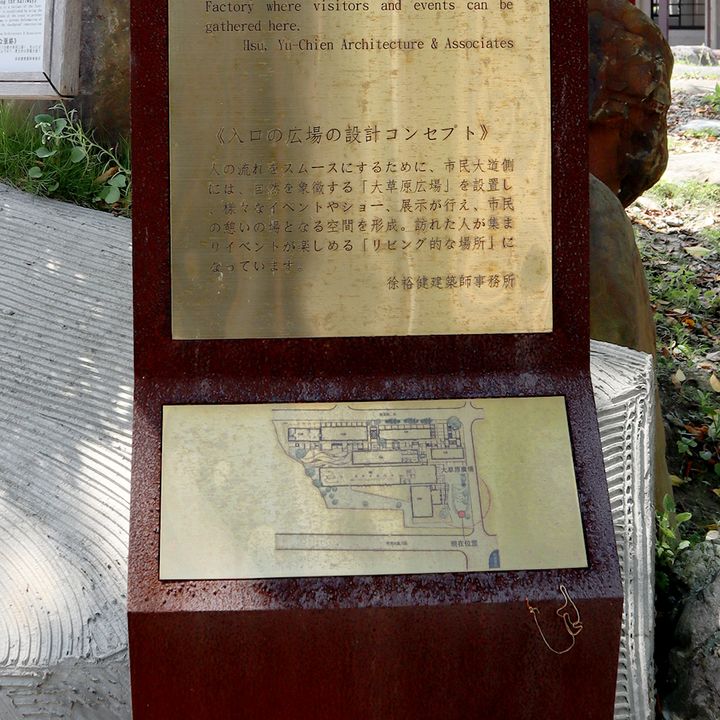 Factory where visitors and events can be
gathered here.
Hsu, Yu-Chien Architecture & Associates
《入口の広場の設計コンセプト》
人の流れをスムースにするために、市民大道側
には、自然を象徴する「大草原広場」を設置し
、様々なイベントやショー、展示が行え、市民
の憩いの場となる空間を形成。訪れた人が集ま
りイベントが楽しめる「リビング的な場所」に
なっています。
徐裕健建築師事務所
大草原廣場
現在位置